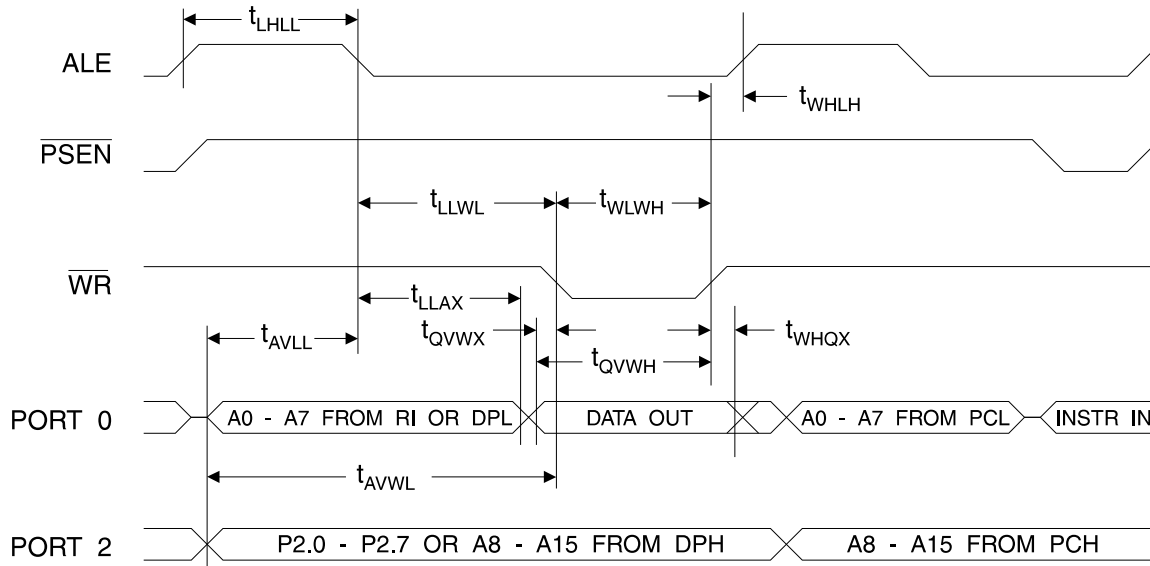 tLHLL
ALE
tWHLH
PSEN
tLLWL tWLWH
WR
tLLAX
tQVWX tWHQX
tAVLL
tQVWH
PORT 0 A0 - A7 FROM RI OR DPL DATA OUT A0 - A7 FROM PCL INSTR IN
tAVWL
PORT 2 P2.0 - P2.7 OR A8 - A15 FROM DPH A8 - A15 FROM PCH